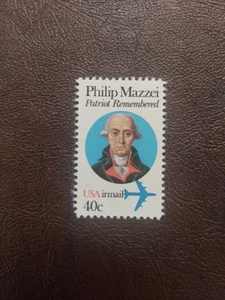 Philip Mazzei
Patriot Remembered
USAirmail
40c